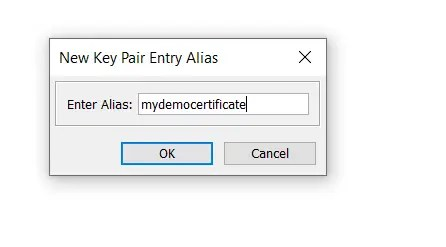 New Key Pair Entry Alias
Enter Alias: mydemocertificate
OK Cancel